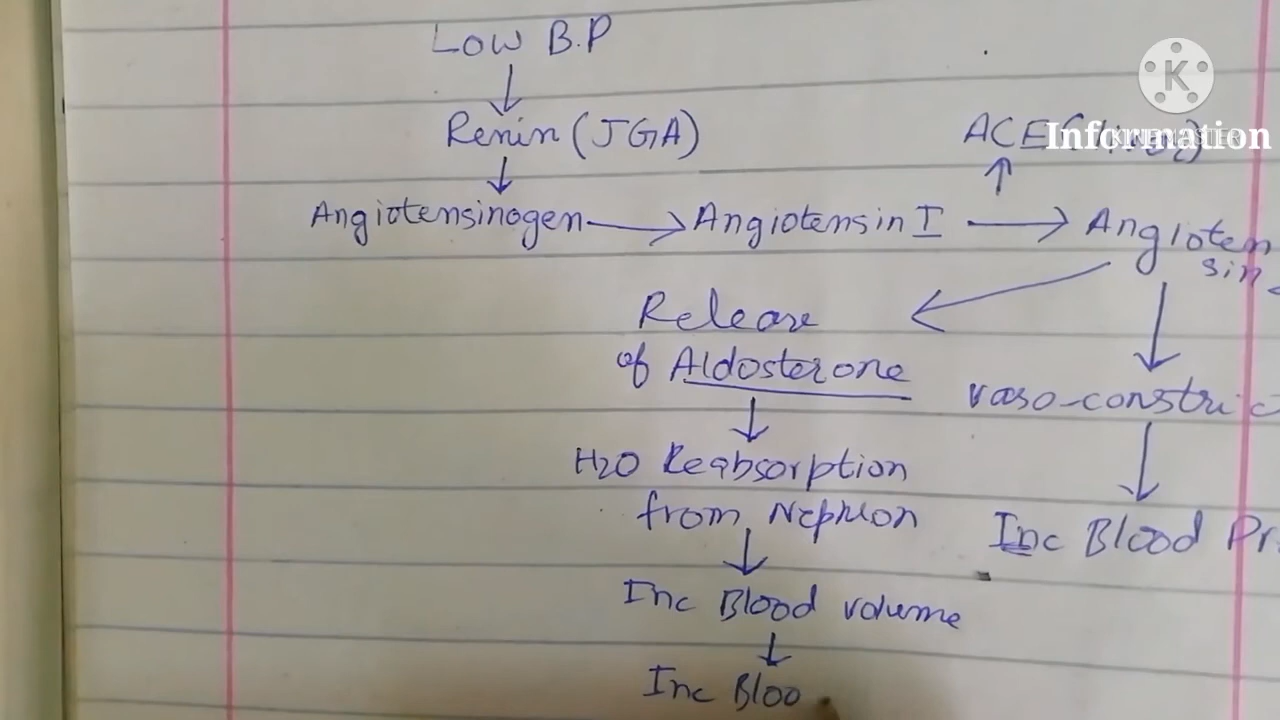 Low B.P
Renin (JGA)
ACE
Information
Angiotensinogen → Angiotensin I → Angioten
sin
Release
of Aldosterone
vaso-constric
H2O Reabsorption
from Nephron
Inc Blood Pr
Inc Blood volume
Inc Bloo
K